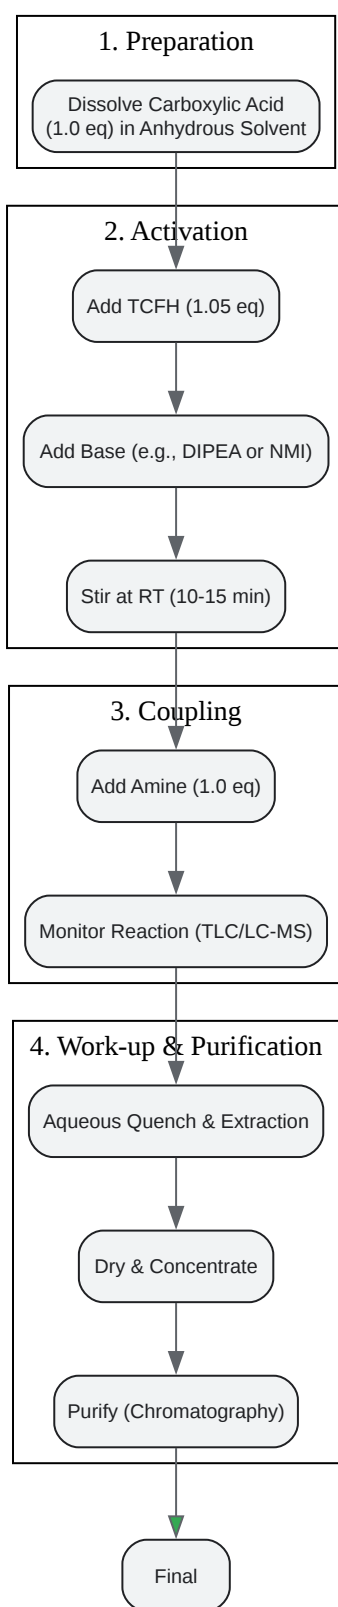 1. Preparation
Dissolve Carboxylic Acid
(1.0 eq) in Anhydrous Solvent
2. Activation
Add TCFH (1.05 eq)
Add Base (e.g., DIPEA or NMI)
Stir at RT (10-15 min)
3. Coupling
Add Amine (1.0 eq)
Monitor Reaction (TLC/LC-MS)
4. Work-up & Purification
Aqueous Quench & Extraction
Dry & Concentrate
Purify (Chromatography)
Final